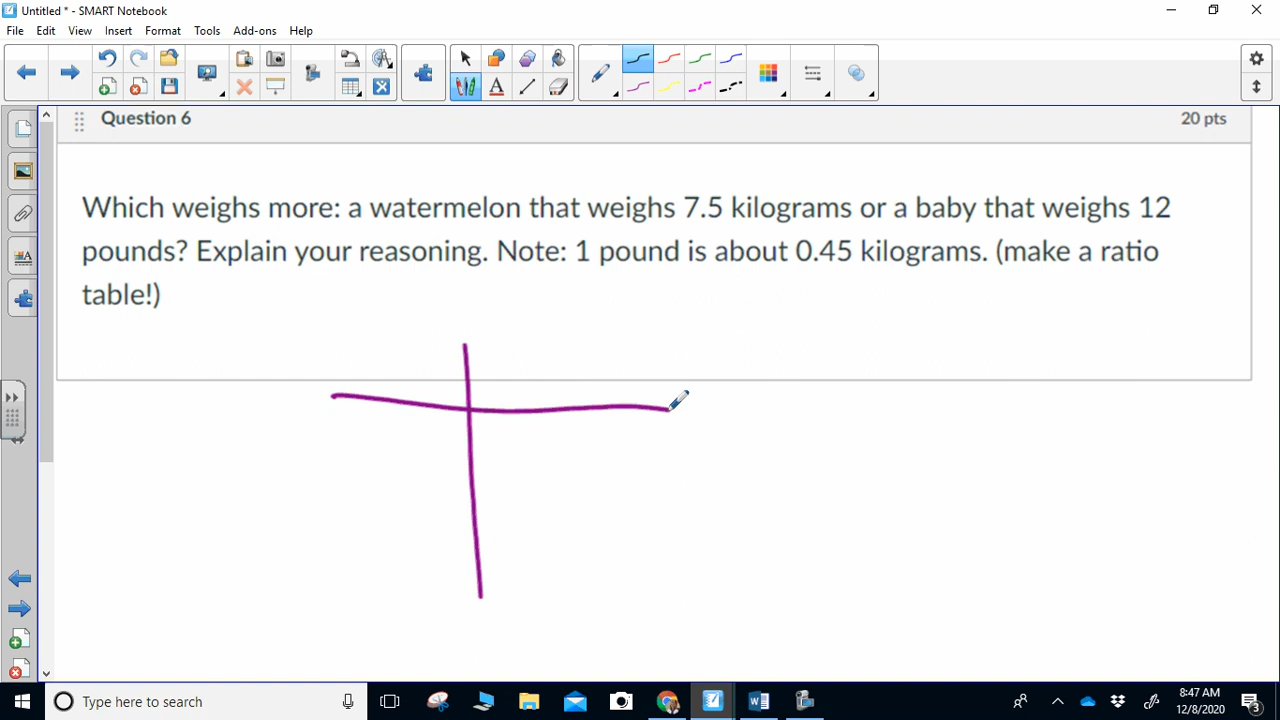 Untitled * - SMART Notebook
File Edit View Insert Format Tools Add-ons Help
Question 6 20 pts
Which weighs more: a watermelon that weighs 7.5 kilograms or a baby that weighs 12
pounds? Explain your reasoning. Note: 1 pound is about 0.45 kilograms. (make a ratio
table!)
Type here to search
8:47 AM
12/8/2020
3